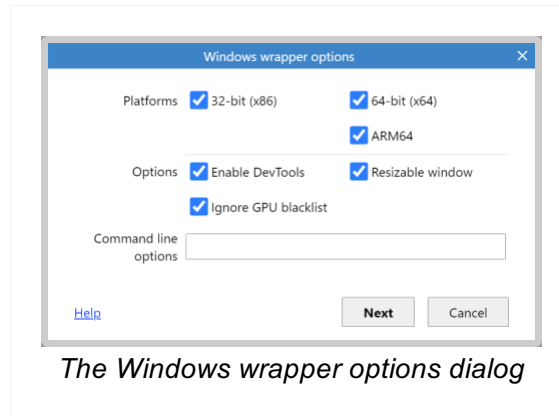 Windows wrapper options
Platforms 32-bit (x86) 64-bit (x64)
ARM64
Options Enable DevTools Resizable window
Ignore GPU blacklist
Command line
options
Help Next Cancel
The Windows wrapper options dialog